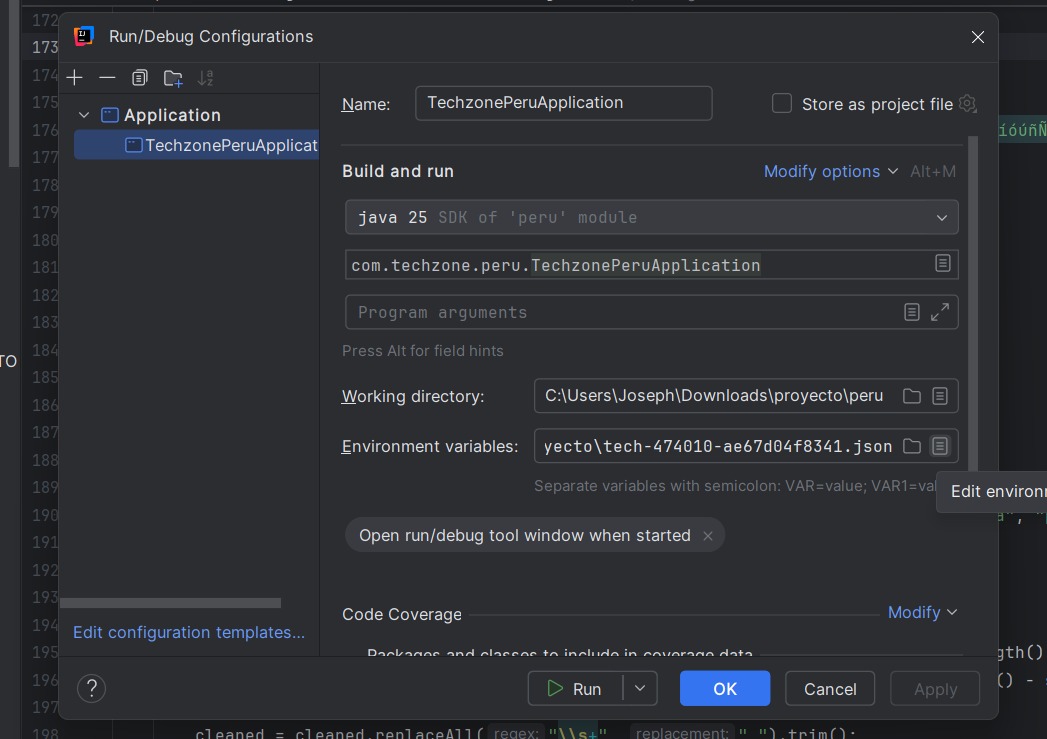 172
Run/Debug Configurations
173
174
175
176
177
178
179
180
181
182
183
184
185
186
187
188
189
190
191
192
193
194
195
196
197
198
TO
Application
TechzonePeruApplicat
Edit configuration templates...
Name:
TechzonePeruApplication
Store as project file
Build and run
Modify options
Alt+M
java 25 SDK of 'peru' module
com.techzone.peru.TechzonePeruApplication
Program arguments
Press Alt for field hints
Working directory:
C:\Users\Joseph\Downloads\proyecto\peru
Environment variables:
yecto\tech-474010-ae67d04f8341.json
Separate variables with semicolon: VAR=value; VAR1=val
Edit environ
Open run/debug tool window when started
Code Coverage
Modify
Packages and classes to include in coverage data
?
Run
OK
Cancel
Apply
íóúñÑ
gth()
() -
cleaned = cleaned.replaceAll( regex: "\\s+" replacement: " ").trim();